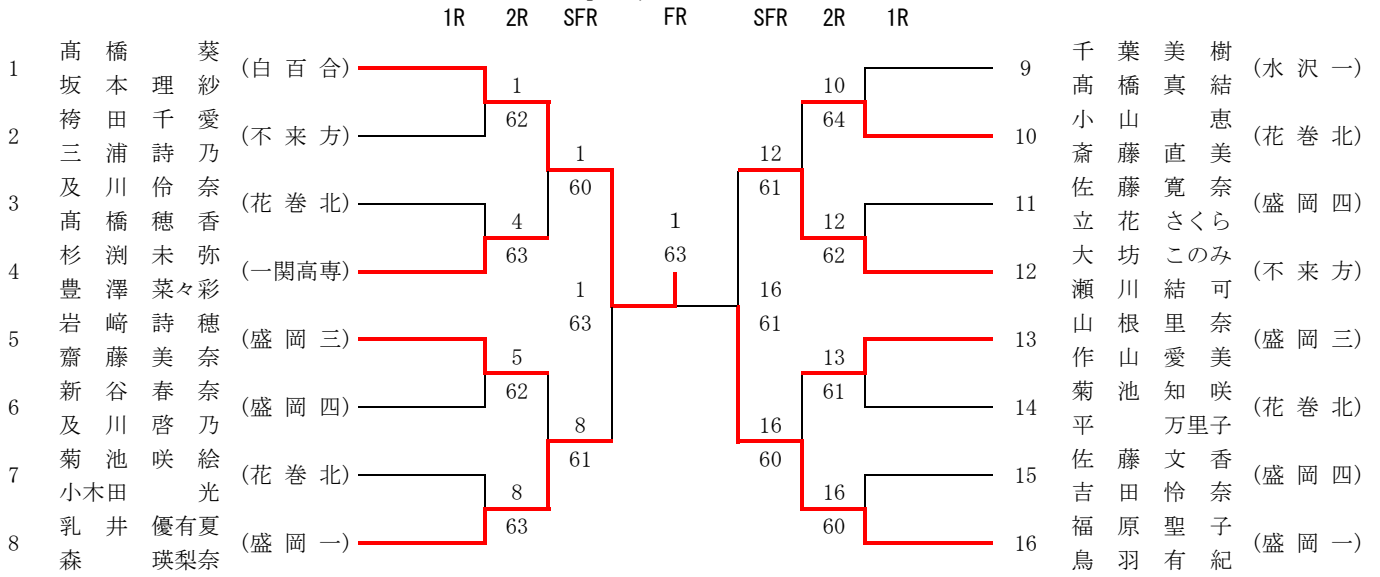 1R 2R SFR FR SFR 2R 1R
1 髙橋 葵 (白百合)
坂本理紗
2 袴田千愛 (不来方)
三浦詩乃
3 及川伶奈 (花巻北)
髙橋穂香
4 杉渕未弥 (一関高専)
豊澤菜々彩
5 岩﨑詩穂 (盛岡三)
齋藤美奈
6 新谷春奈 (盛岡四)
及川啓乃
7 菊池咲絵 (花巻北)
小木田 光
8 乳井優有夏 (盛岡一)
森 瑛梨奈
1
62
4
63
5
62
8
63
1
60
8
61
1
63
1
63
16
61
12
61
16
60
10
64
12
62
13
61
16
60
9 千葉美樹 (水沢一)
髙橋真結
10 小山 恵 (花巻北)
斎藤直美
11 佐藤寛奈 (盛岡四)
立花さくら
12 大坊このみ (不来方)
瀬川結可
13 山根里奈 (盛岡三)
作山愛美
14 菊池知咲 (花巻北)
平 万里子
15 佐藤文香 (盛岡四)
吉田怜奈
16 福原聖子 (盛岡一)
鳥羽有紀